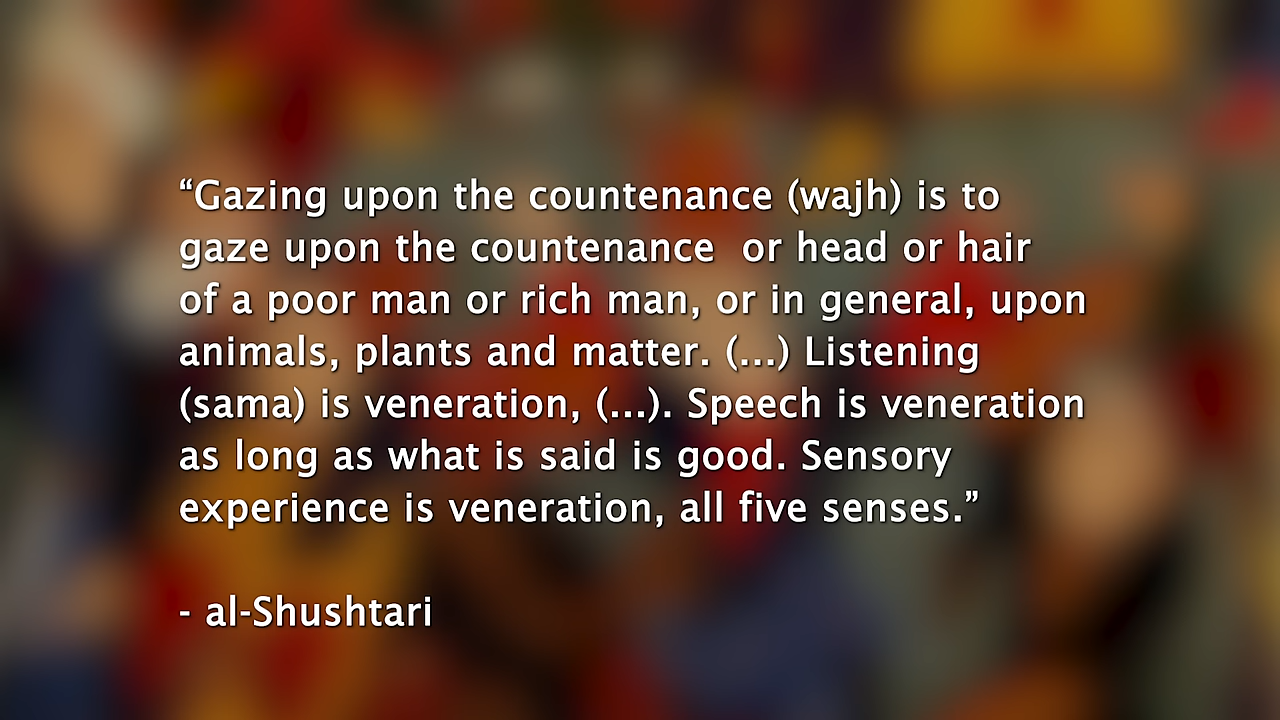 “Gazing upon the countenance (wajh) is to
gaze upon the countenance  or head or hair
of a poor man or rich man, or in general, upon
animals, plants and matter. (...) Listening
(sama) is veneration, (...). Speech is veneration
as long as what is said is good. Sensory
experience is veneration, all five senses.”
- al-Shushtari